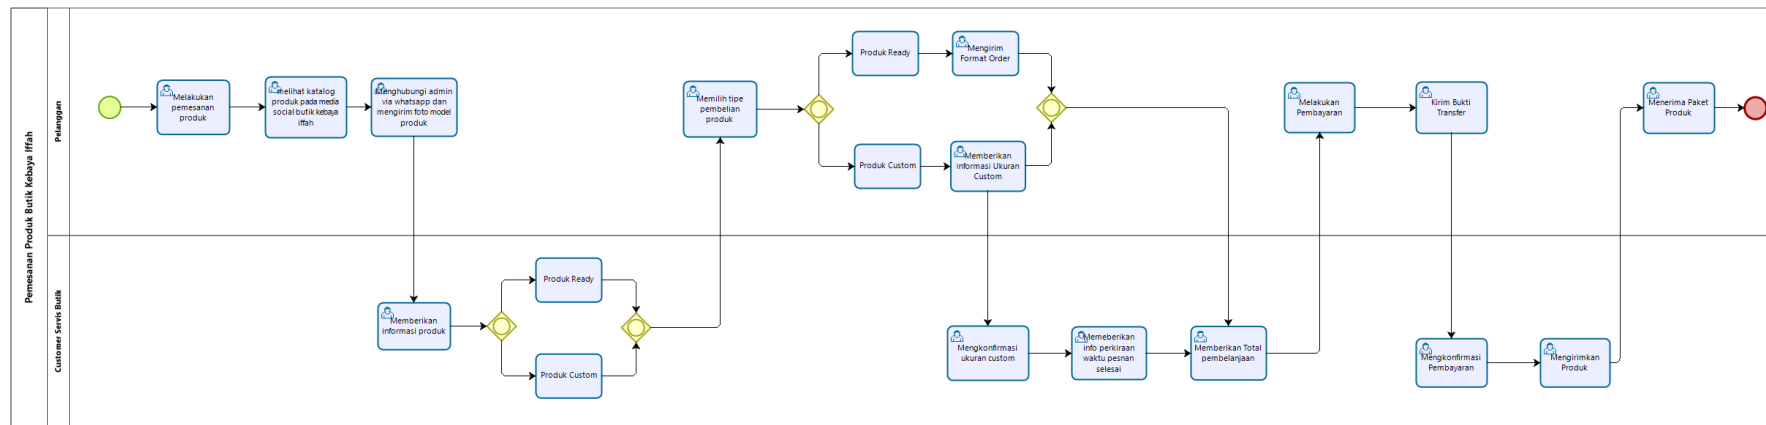 Pemesanan Produk Butik Kebaya Iffah
Pelanggan
Melakukan
pemesanan
produk
melihat katalog
produk pada media
social butik kebaya
iffah
Menghubungi admin
via whatsapp dan
mengirim foto model
produk
Memilih tipe
pembelian
produk
Produk Ready
Mengirim
Format Order
Produk Custom
Memberikan
informasi Ukuran
Custom
Melakukan
Pembayaran
Kirim Bukti
Transfer
Menerima Paket
Produk
Customer Servis Butik
Memberikan
informasi produk
Produk Ready
Produk Custom
Mengkonfirmasi
ukuran custom
Memeberikan
info perkiraan
waktu pesnan
selesai
Memberikan Total
pembelanjaan
Mengkonfirmasi
Pembayaran
Mengirimkan
Produk